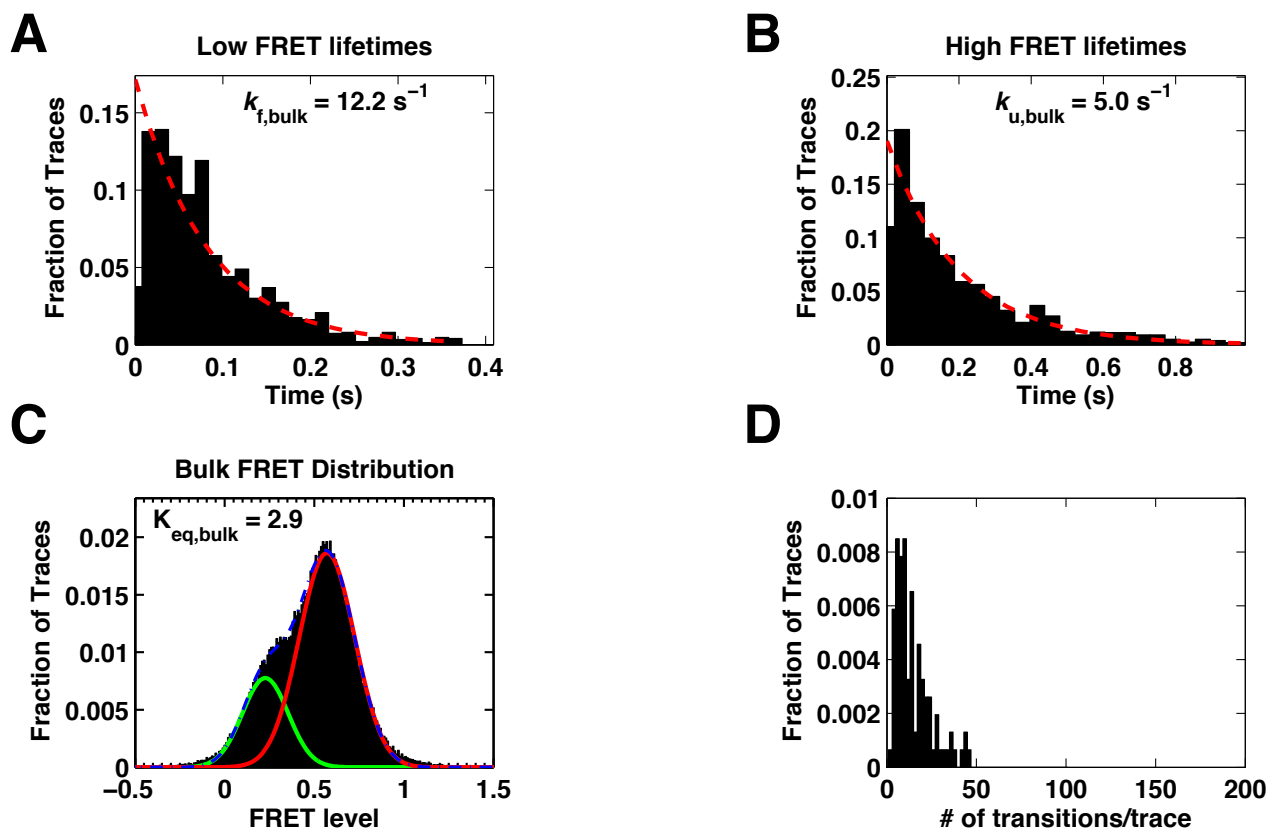 A
Low FRET lifetimes
k_f,bulk = 12.2 s⁻¹
Fraction of Traces
0.15
0.1
0.05
0
0 0.1 0.2 0.3 0.4
Time (s)
B
High FRET lifetimes
k_u,bulk = 5.0 s⁻¹
Fraction of Traces
0.25
0.2
0.15
0.1
0.05
0
0 0.2 0.4 0.6 0.8
Time (s)
C
Bulk FRET Distribution
K_eq,bulk = 2.9
Fraction of Traces
0.02
0.015
0.01
0.005
0
−0.5 0 0.5 1 1.5
FRET level
D
Fraction of Traces
0.01
0.008
0.006
0.004
0.002
0
0 50 100 150 200
# of transitions/trace